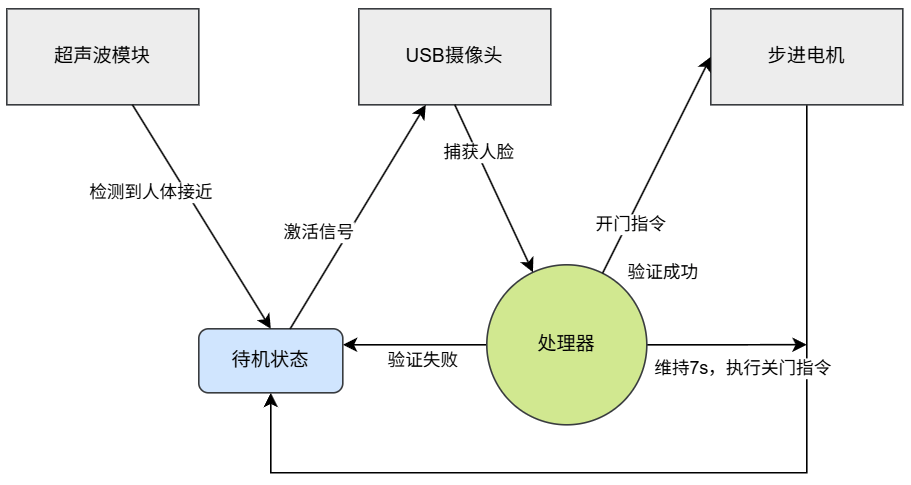 超声波模块
USB摄像头
步进电机
捕获人脸
检测到人体接近
激活信号
开门指令
验证成功
处理器
待机状态
验证失败
维持7s，执行关门指令